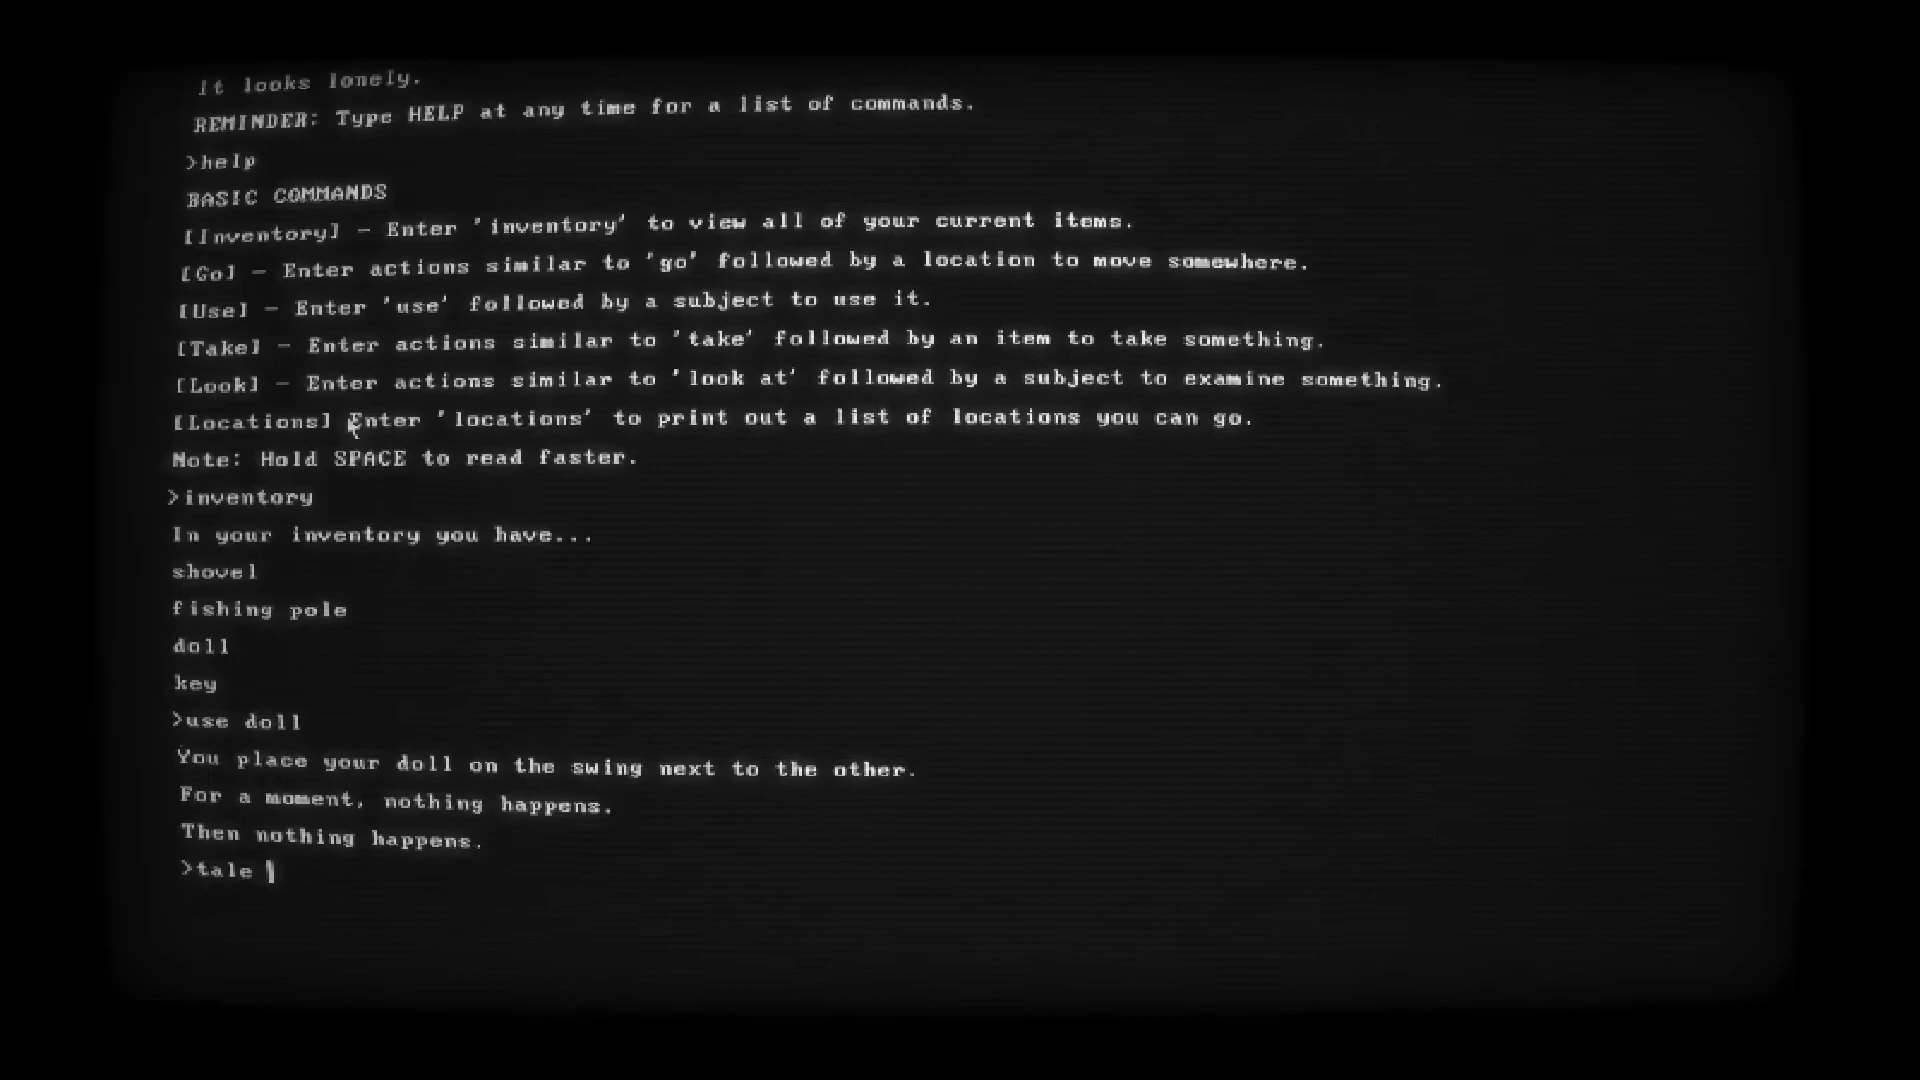 It looks lonely.
REMINDER: Type HELP at any time for a list of commands.
>help
BASIC COMMANDS
[Inventory] - Enter 'inventory' to view all of your current items.
[Go] - Enter actions similar to 'go' followed by a location to move somewhere.
[Use] - Enter 'use' followed by a subject to use it.
[Take] - Enter actions similar to 'take' followed by an item to take something.
[Look] - Enter actions similar to 'look at' followed by a subject to examine something.
[Locations] Enter 'locations' to print out a list of locations you can go.
Note: Hold SPACE to read faster.
>inventory
In your inventory you have...
shovel
fishing pole
doll
key
>use doll
You place your doll on the swing next to the other.
For a moment, nothing happens.
Then nothing happens.
>tale